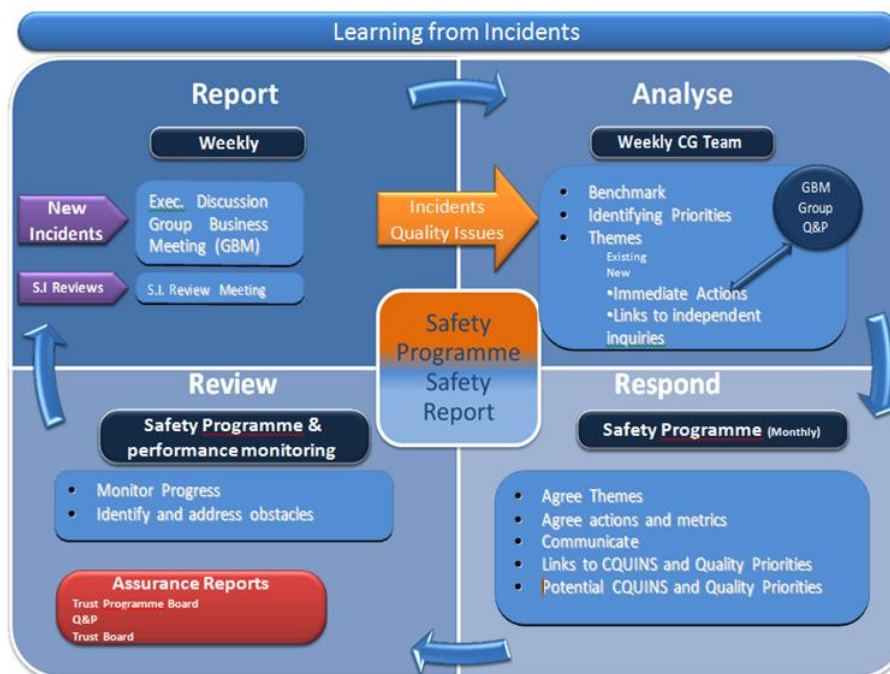 Learning from Incidents
Report
Weekly
New
Incidents
Exec. Discussion
Group Business
Meeting (GBM)
S.I Reviews
S.I. Review Meeting
Incidents
Quality Issues
Analyse
Weekly CG Team
• Benchmark
• Identifying Priorities
• Themes
Existing
New
•Immediate Actions
•Links to independent
inquiries
GBM
Group
Q&P
Safety
Programme
Safety
Report
Review
Safety Programme &
performance monitoring
• Monitor Progress
• Identify and address obstacles
Assurance Reports
Trust Programme Board
Q&P
Trust Board
Respond
Safety Programme (Monthly)
• Agree Themes
• Agree actions and metrics
• Communicate
• Links to CQUINS and Quality Priorities
• Potential CQUINS and Quality Priorities